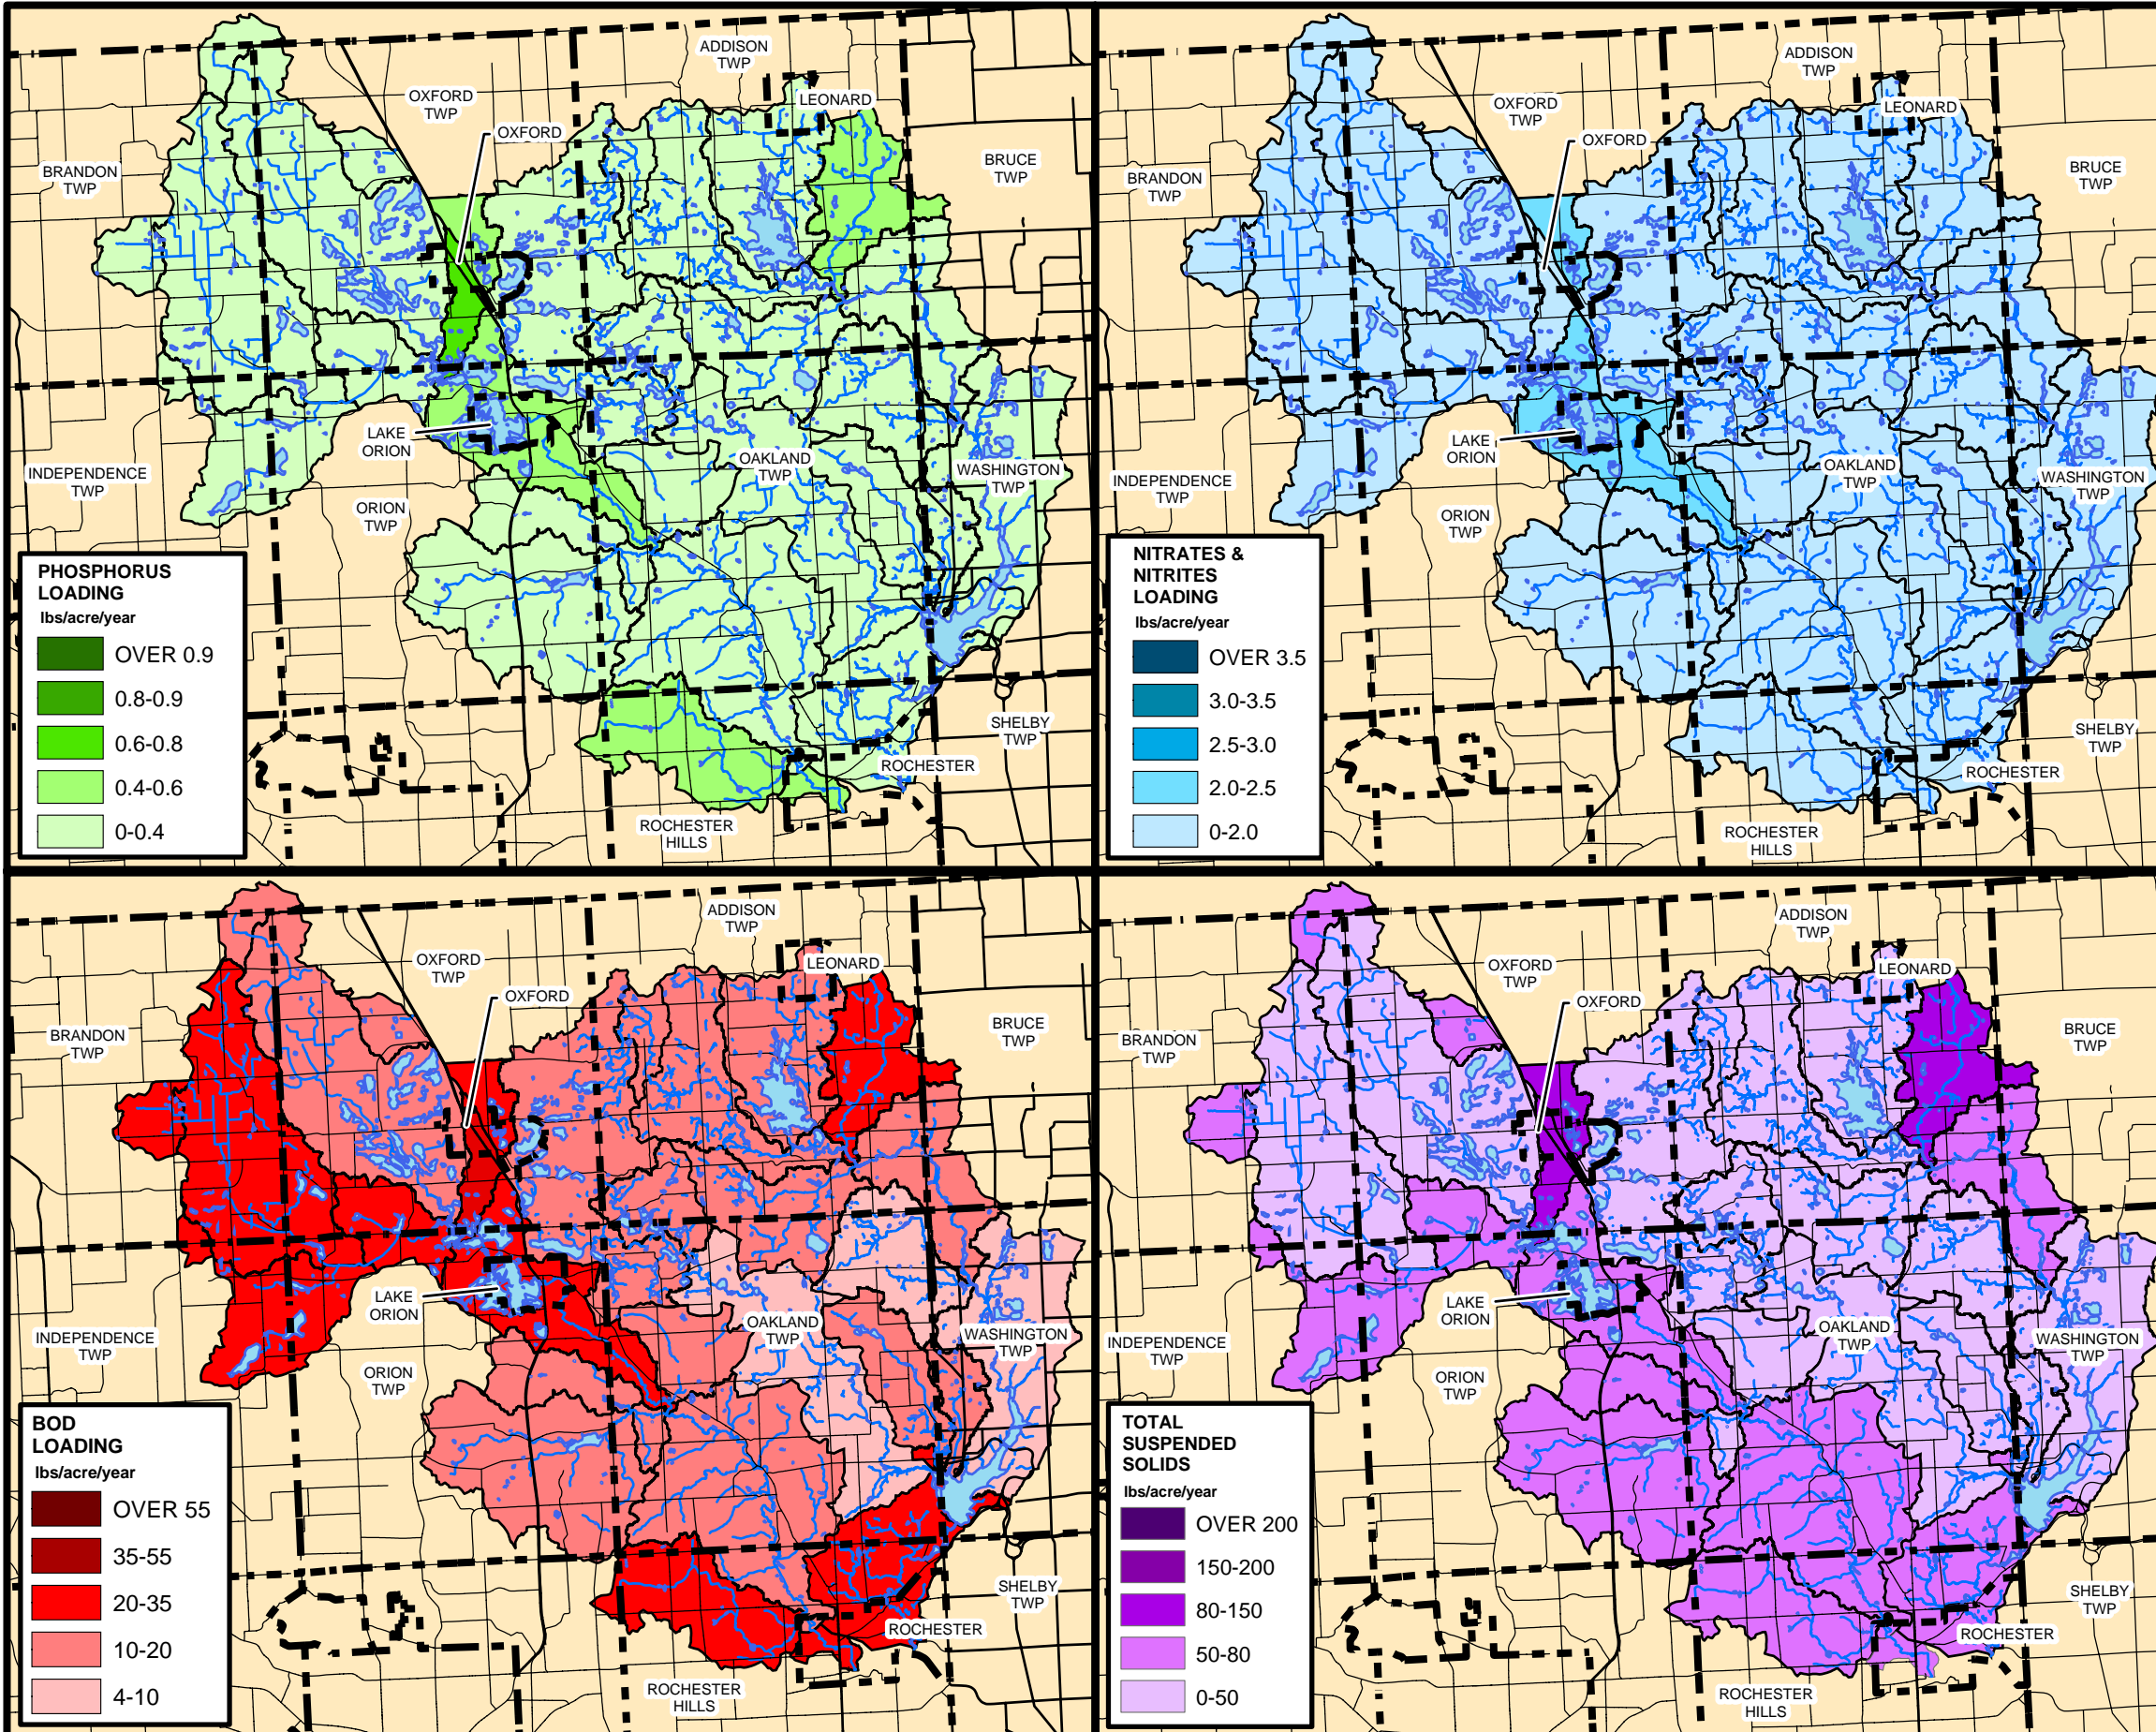 ADDISON
TWP
OXFORD
TWP
LEONARD
OXFORD
BRUCE
TWP
BRANDON
TWP
LAKE
ORION
OAKLAND
TWP
WASHINGTON
TWP
INDEPENDENCE
TWP
ORION
TWP
SHELBY
TWP
ROCHESTER
ROCHESTER
HILLS
PHOSPHORUS
LOADING
lbs/acre/year
OVER 0.9
0.8-0.9
0.6-0.8
0.4-0.6
0-0.4
ADDISON
TWP
OXFORD
TWP
LEONARD
OXFORD
BRUCE
TWP
BRANDON
TWP
LAKE
ORION
OAKLAND
TWP
WASHINGTON
TWP
INDEPENDENCE
TWP
ORION
TWP
SHELBY
TWP
ROCHESTER
ROCHESTER
HILLS
NITRATES &
NITRITES
LOADING
lbs/acre/year
OVER 3.5
3.0-3.5
2.5-3.0
2.0-2.5
0-2.0
ADDISON
TWP
OXFORD
TWP
LEONARD
OXFORD
BRUCE
TWP
BRANDON
TWP
LAKE
ORION
OAKLAND
TWP
WASHINGTON
TWP
INDEPENDENCE
TWP
ORION
TWP
SHELBY
TWP
ROCHESTER
ROCHESTER
HILLS
BOD
LOADING
lbs/acre/year
OVER 55
35-55
20-35
10-20
4-10
ADDISON
TWP
OXFORD
TWP
LEONARD
OXFORD
BRUCE
TWP
BRANDON
TWP
LAKE
ORION
OAKLAND
TWP
WASHINGTON
TWP
INDEPENDENCE
TWP
ORION
TWP
SHELBY
TWP
ROCHESTER
ROCHESTER
HILLS
TOTAL
SUSPENDED
SOLIDS
lbs/acre/year
OVER 200
150-200
80-150
50-80
0-50